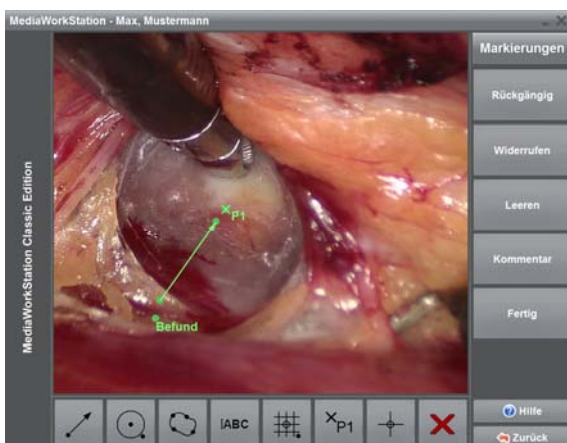 MediaWorkStation - Max, Mustermann
MediaWorkStation Classic Edition
Markierungen
Rückgängig
Widerrufen
Leeren
Kommentar
Fertig
P1
Befund
ABC
P1
Hilfe
Zurück